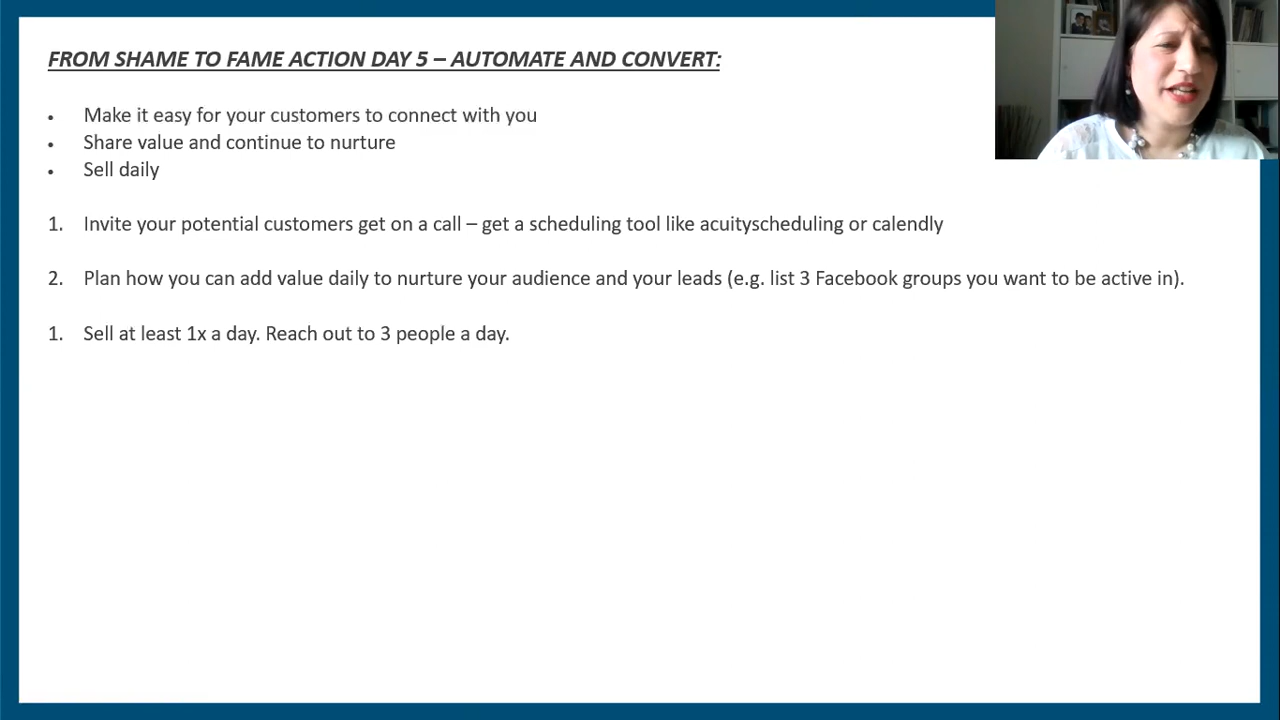 FROM SHAME TO FAME ACTION DAY 5 – AUTOMATE AND CONVERT:
• Make it easy for your customers to connect with you
• Share value and continue to nurture
• Sell daily
1. Invite your potential customers get on a call – get a scheduling tool like acuityscheduling or calendly
2. Plan how you can add value daily to nurture your audience and your leads (e.g. list 3 Facebook groups you want to be active in).
1. Sell at least 1x a day. Reach out to 3 people a day.